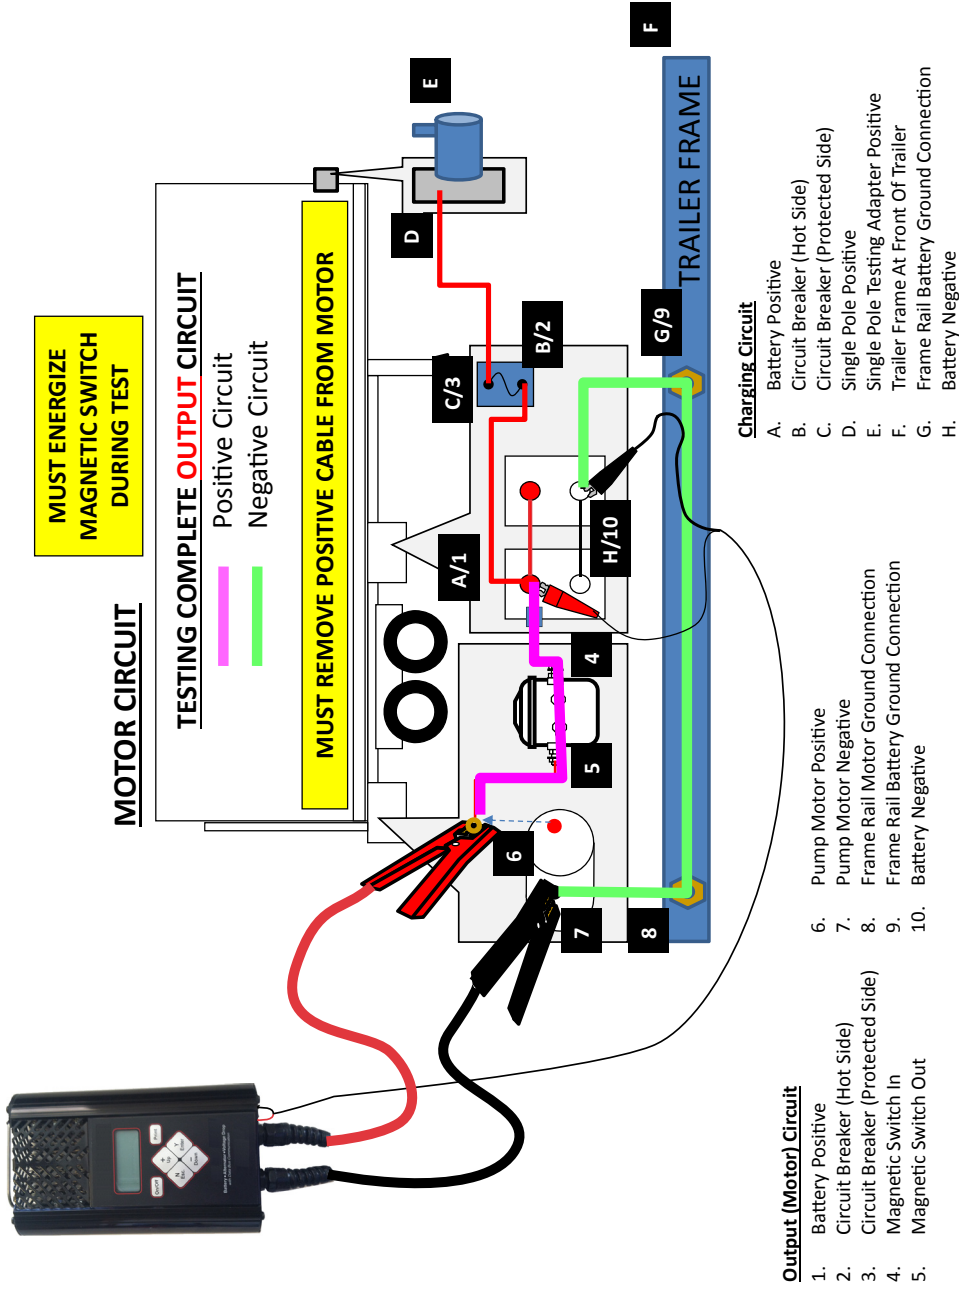 MUST ENERGIZE
MAGNETIC SWITCH
DURING TEST
MOTOR CIRCUIT
TESTING COMPLETE OUTPUT CIRCUIT
Positive Circuit
Negative Circuit
MUST REMOVE POSITIVE CABLE FROM MOTOR
E
D
C/3
B/2
A/1
H/10
G/9
F
4
5
6
7
8
TRAILER FRAME
On/Off
Print
+
Up
N
Esc
Y
Enter
−
Down
Output (Motor) Circuit
1. Battery Positive
2. Circuit Breaker (Hot Side)
3. Circuit Breaker (Protected Side)
4. Magnetic Switch In
5. Magnetic Switch Out
6. Pump Motor Positive
7. Pump Motor Negative
8. Frame Rail Motor Ground Connection
9. Frame Rail Battery Ground Connection
10. Battery Negative
Charging Circuit
A. Battery Positive
B. Circuit Breaker (Hot Side)
C. Circuit Breaker (Protected Side)
D. Single Pole Positive
E. Single Pole Testing Adapter Positive
F. Trailer Frame At Front Of Trailer
G. Frame Rail Battery Ground Connection
H. Battery Negative